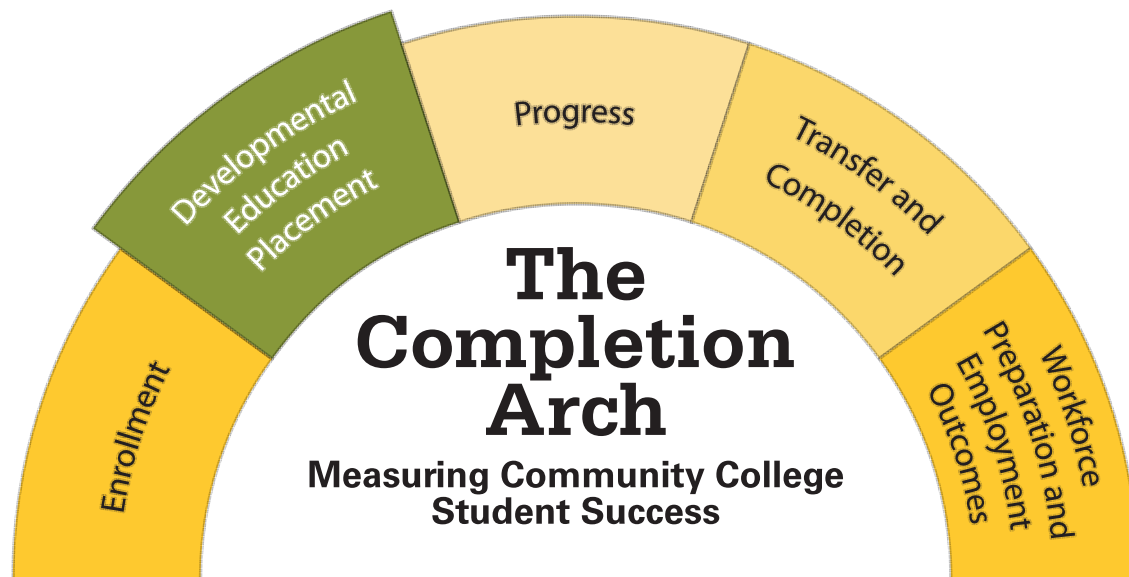 Enrollment
Developmental
Education
Placement
Progress
Transfer and
Completion
Workforce
Preparation and
Employment
Outcomes
The
Completion
Arch
Measuring Community College
Student Success